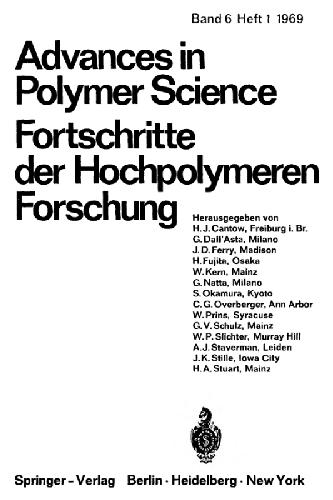 Band 6 Heft 1 1969
Advances in
Polymer Science
Fortschritte
der Hochpolymeren
Forschung
Herausgegeben von
H.J. Cantow, Freiburg i. Br.
G. Dall'Asta, Milano
J.D. Ferry, Madison
H. Fujita, Osaka
W. Kern, Mainz
G. Natta, Milano
S. Okamura, Kyoto
C.G. Overberger, Ann Arbor
W. Prins, Syracuse
G.V. Schulz, Mainz
W.P. Slichter, Murray Hill
A.J. Staverman, Leiden
J.K. Stille, Iowa City
H.A. Stuart, Mainz
Springer-Verlag Berlin · Heidelberg · New York